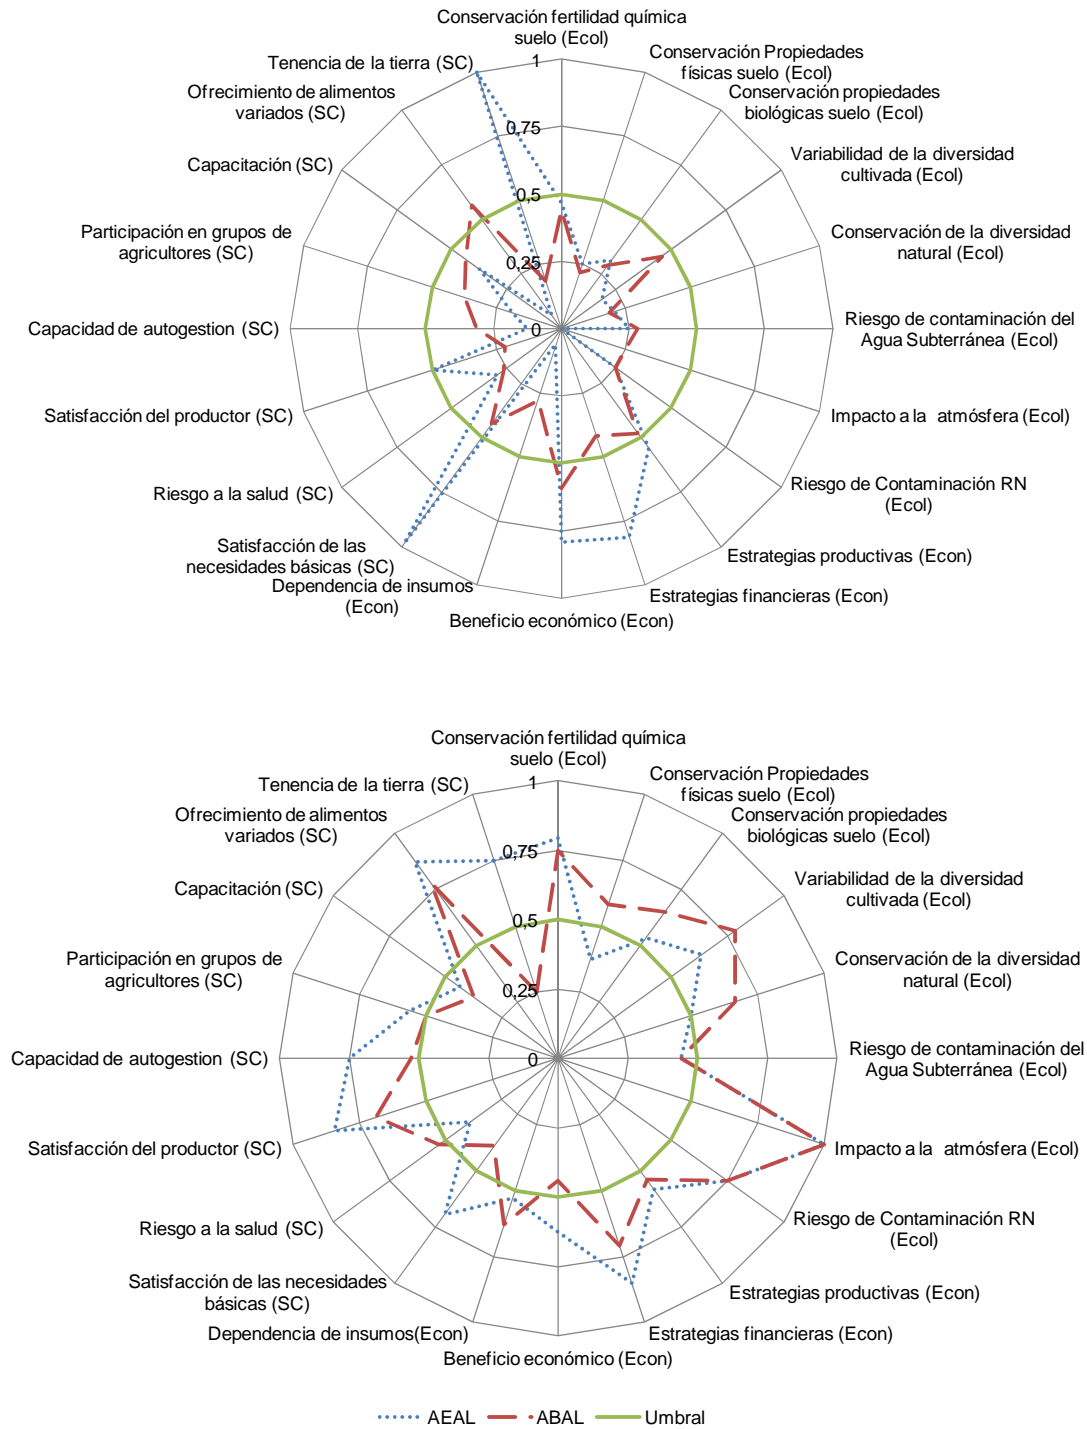 Conservación fertilidad química
suelo (Ecol)
Conservación Propiedades
físicas suelo (Ecol)
Conservación propiedades
biológicas suelo (Ecol)
Variabilidad de la diversidad
cultivada (Ecol)
Conservación de la diversidad
natural (Ecol)
Riesgo de contaminación del
Agua Subterránea (Ecol)
Impacto a la atmósfera (Ecol)
Riesgo de Contaminación RN
(Ecol)
Estrategias productivas (Econ)
Estrategias financieras (Econ)
Beneficio económico (Econ)
Dependencia de insumos
(Econ)
Satisfacción de las
necesidades básicas (SC)
Riesgo a la salud (SC)
Satisfacción del productor (SC)
Capacidad de autogestion (SC)
Participación en grupos de
agricultores (SC)
Capacitación (SC)
Ofrecimiento de alimentos
variados (SC)
Tenencia de la tierra (SC)
1
0,75
0,5
0,25
0
Conservación fertilidad química
suelo (Ecol)
Conservación Propiedades
físicas suelo (Ecol)
Conservación propiedades
biológicas suelo (Ecol)
Variabilidad de la diversidad
cultivada (Ecol)
Conservación de la diversidad
natural (Ecol)
Riesgo de contaminación del
Agua Subterránea (Ecol)
Impacto a la atmósfera (Ecol)
Riesgo de Contaminación RN
(Ecol)
Estrategias productivas (Econ)
Estrategias financieras (Econ)
Beneficio económico (Econ)
Dependencia de insumos(Econ)
Satisfacción de las necesidades
básicas (SC)
Riesgo a la salud (SC)
Satisfacción del productor (SC)
Capacidad de autogestion (SC)
Participación en grupos de
agricultores (SC)
Capacitación (SC)
Ofrecimiento de alimentos
variados (SC)
Tenencia de la tierra (SC)
1
0,75
0,5
0,25
0
AEAL ABAL Umbral